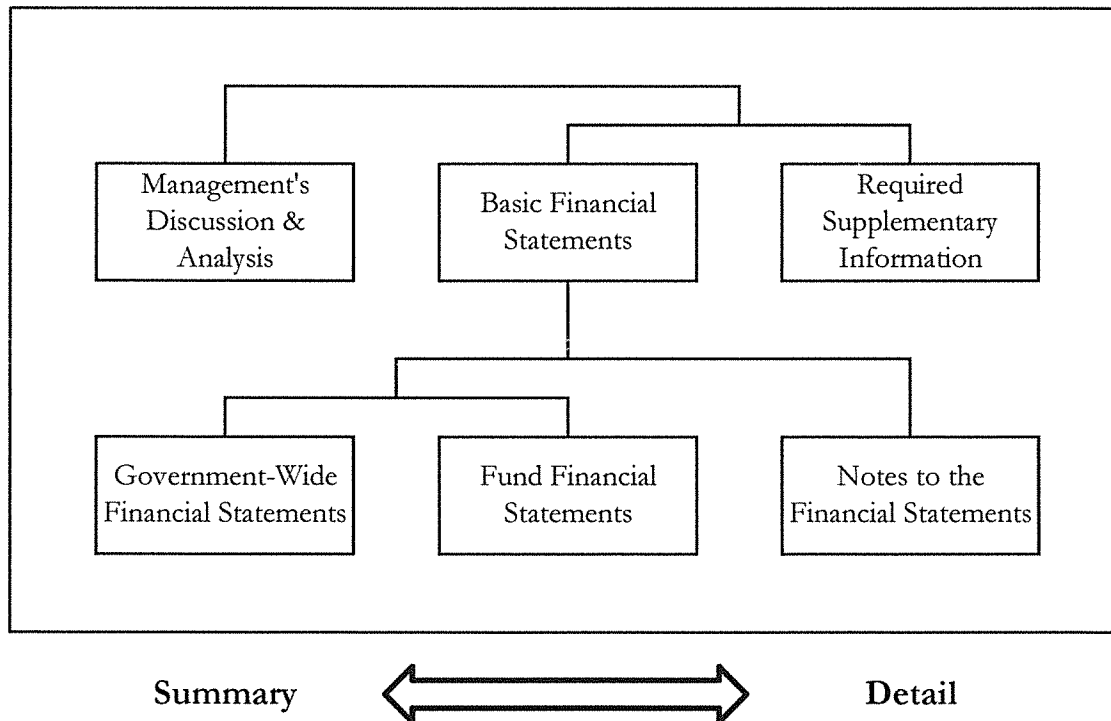 Management's
Discussion &
Analysis
Basic Financial
Statements
Required
Supplementary
Information
Government-Wide
Financial Statements
Fund Financial
Statements
Notes to the
Financial Statements
Summary
Detail